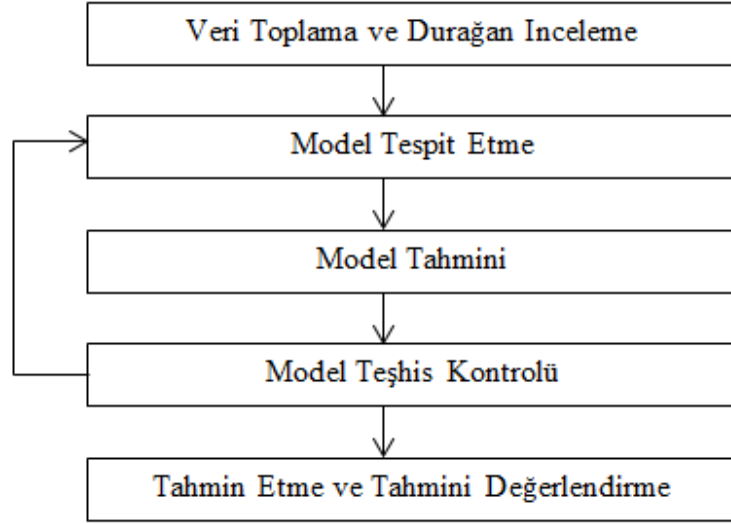 Veri Toplama ve Durağan Inceleme
Model Tespit Etme
Model Tahmini
Model Teşhis Kontrolü
Tahmin Etme ve Tahmini Değerlendirme